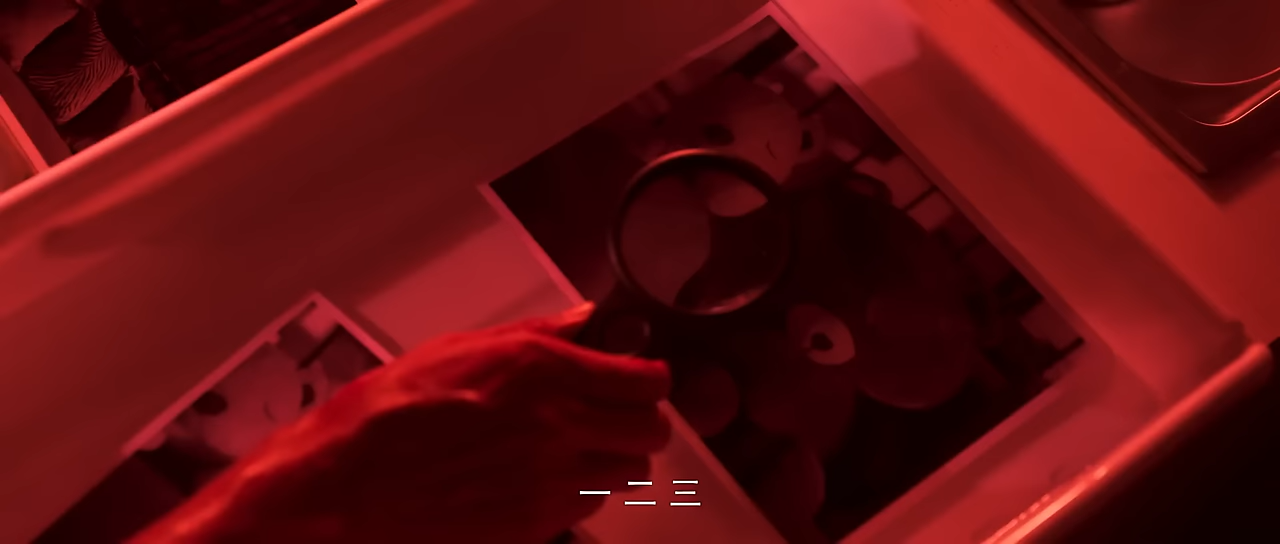 一 二 三